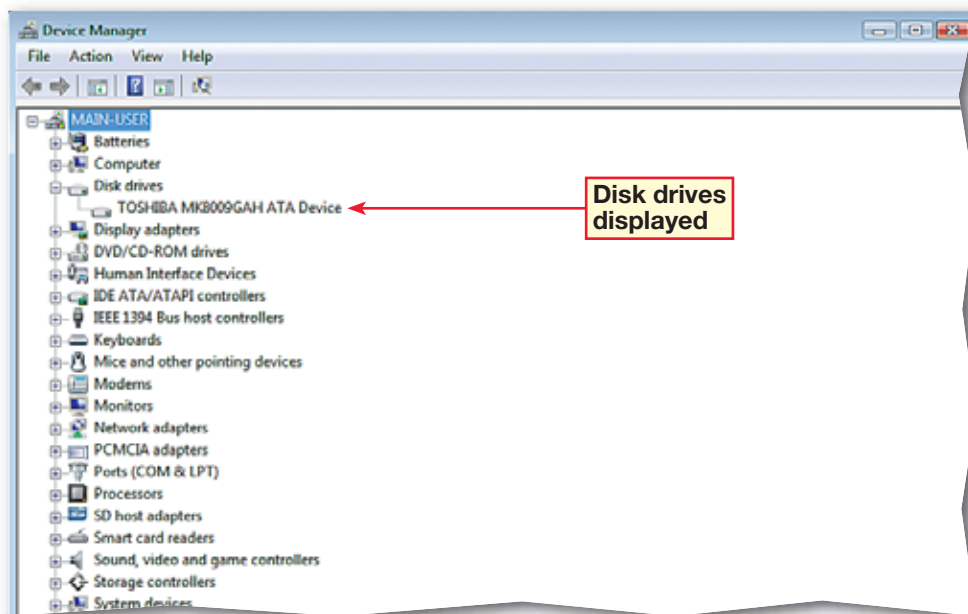 Device Manager
File Action View Help
MAIN-USER
Batteries
Computer
Disk drives
TOSHIBA MK8009GAH ATA Device
Disk drives
displayed
Display adapters
DVD/CD-ROM drives
Human Interface Devices
IDE ATA/ATAPI controllers
IEEE 1394 Bus host controllers
Keyboards
Mice and other pointing devices
Modems
Monitors
Network adapters
PCMCIA adapters
Ports (COM & LPT)
Processors
SD host adapters
Smart card readers
Sound, video and game controllers
Storage controllers
System devices